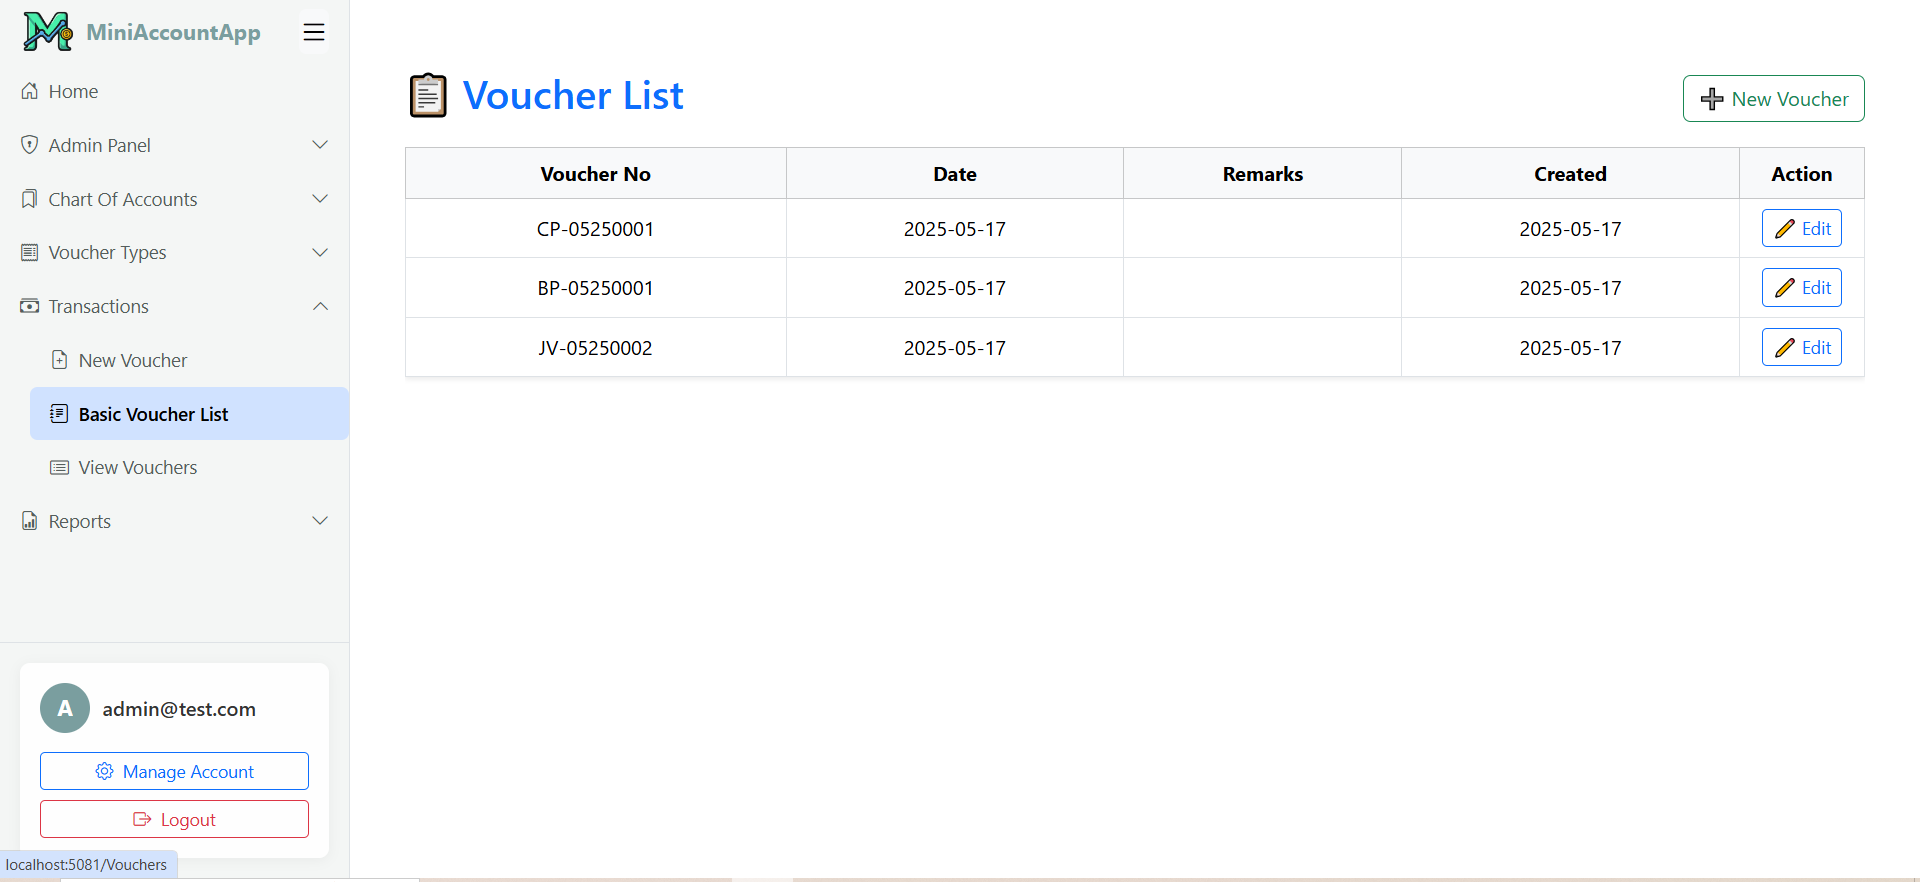 MiniAccountApp
Home
Admin Panel
Chart Of Accounts
Voucher Types
Transactions
New Voucher
Basic Voucher List
View Vouchers
Reports
A
admin@test.com
Manage Account
Logout
localhost:5081/Vouchers
Voucher List
New Voucher
Voucher No Date Remarks Created Action
CP-05250001 2025-05-17 2025-05-17 Edit
BP-05250001 2025-05-17 2025-05-17 Edit
JV-05250002 2025-05-17 2025-05-17 Edit